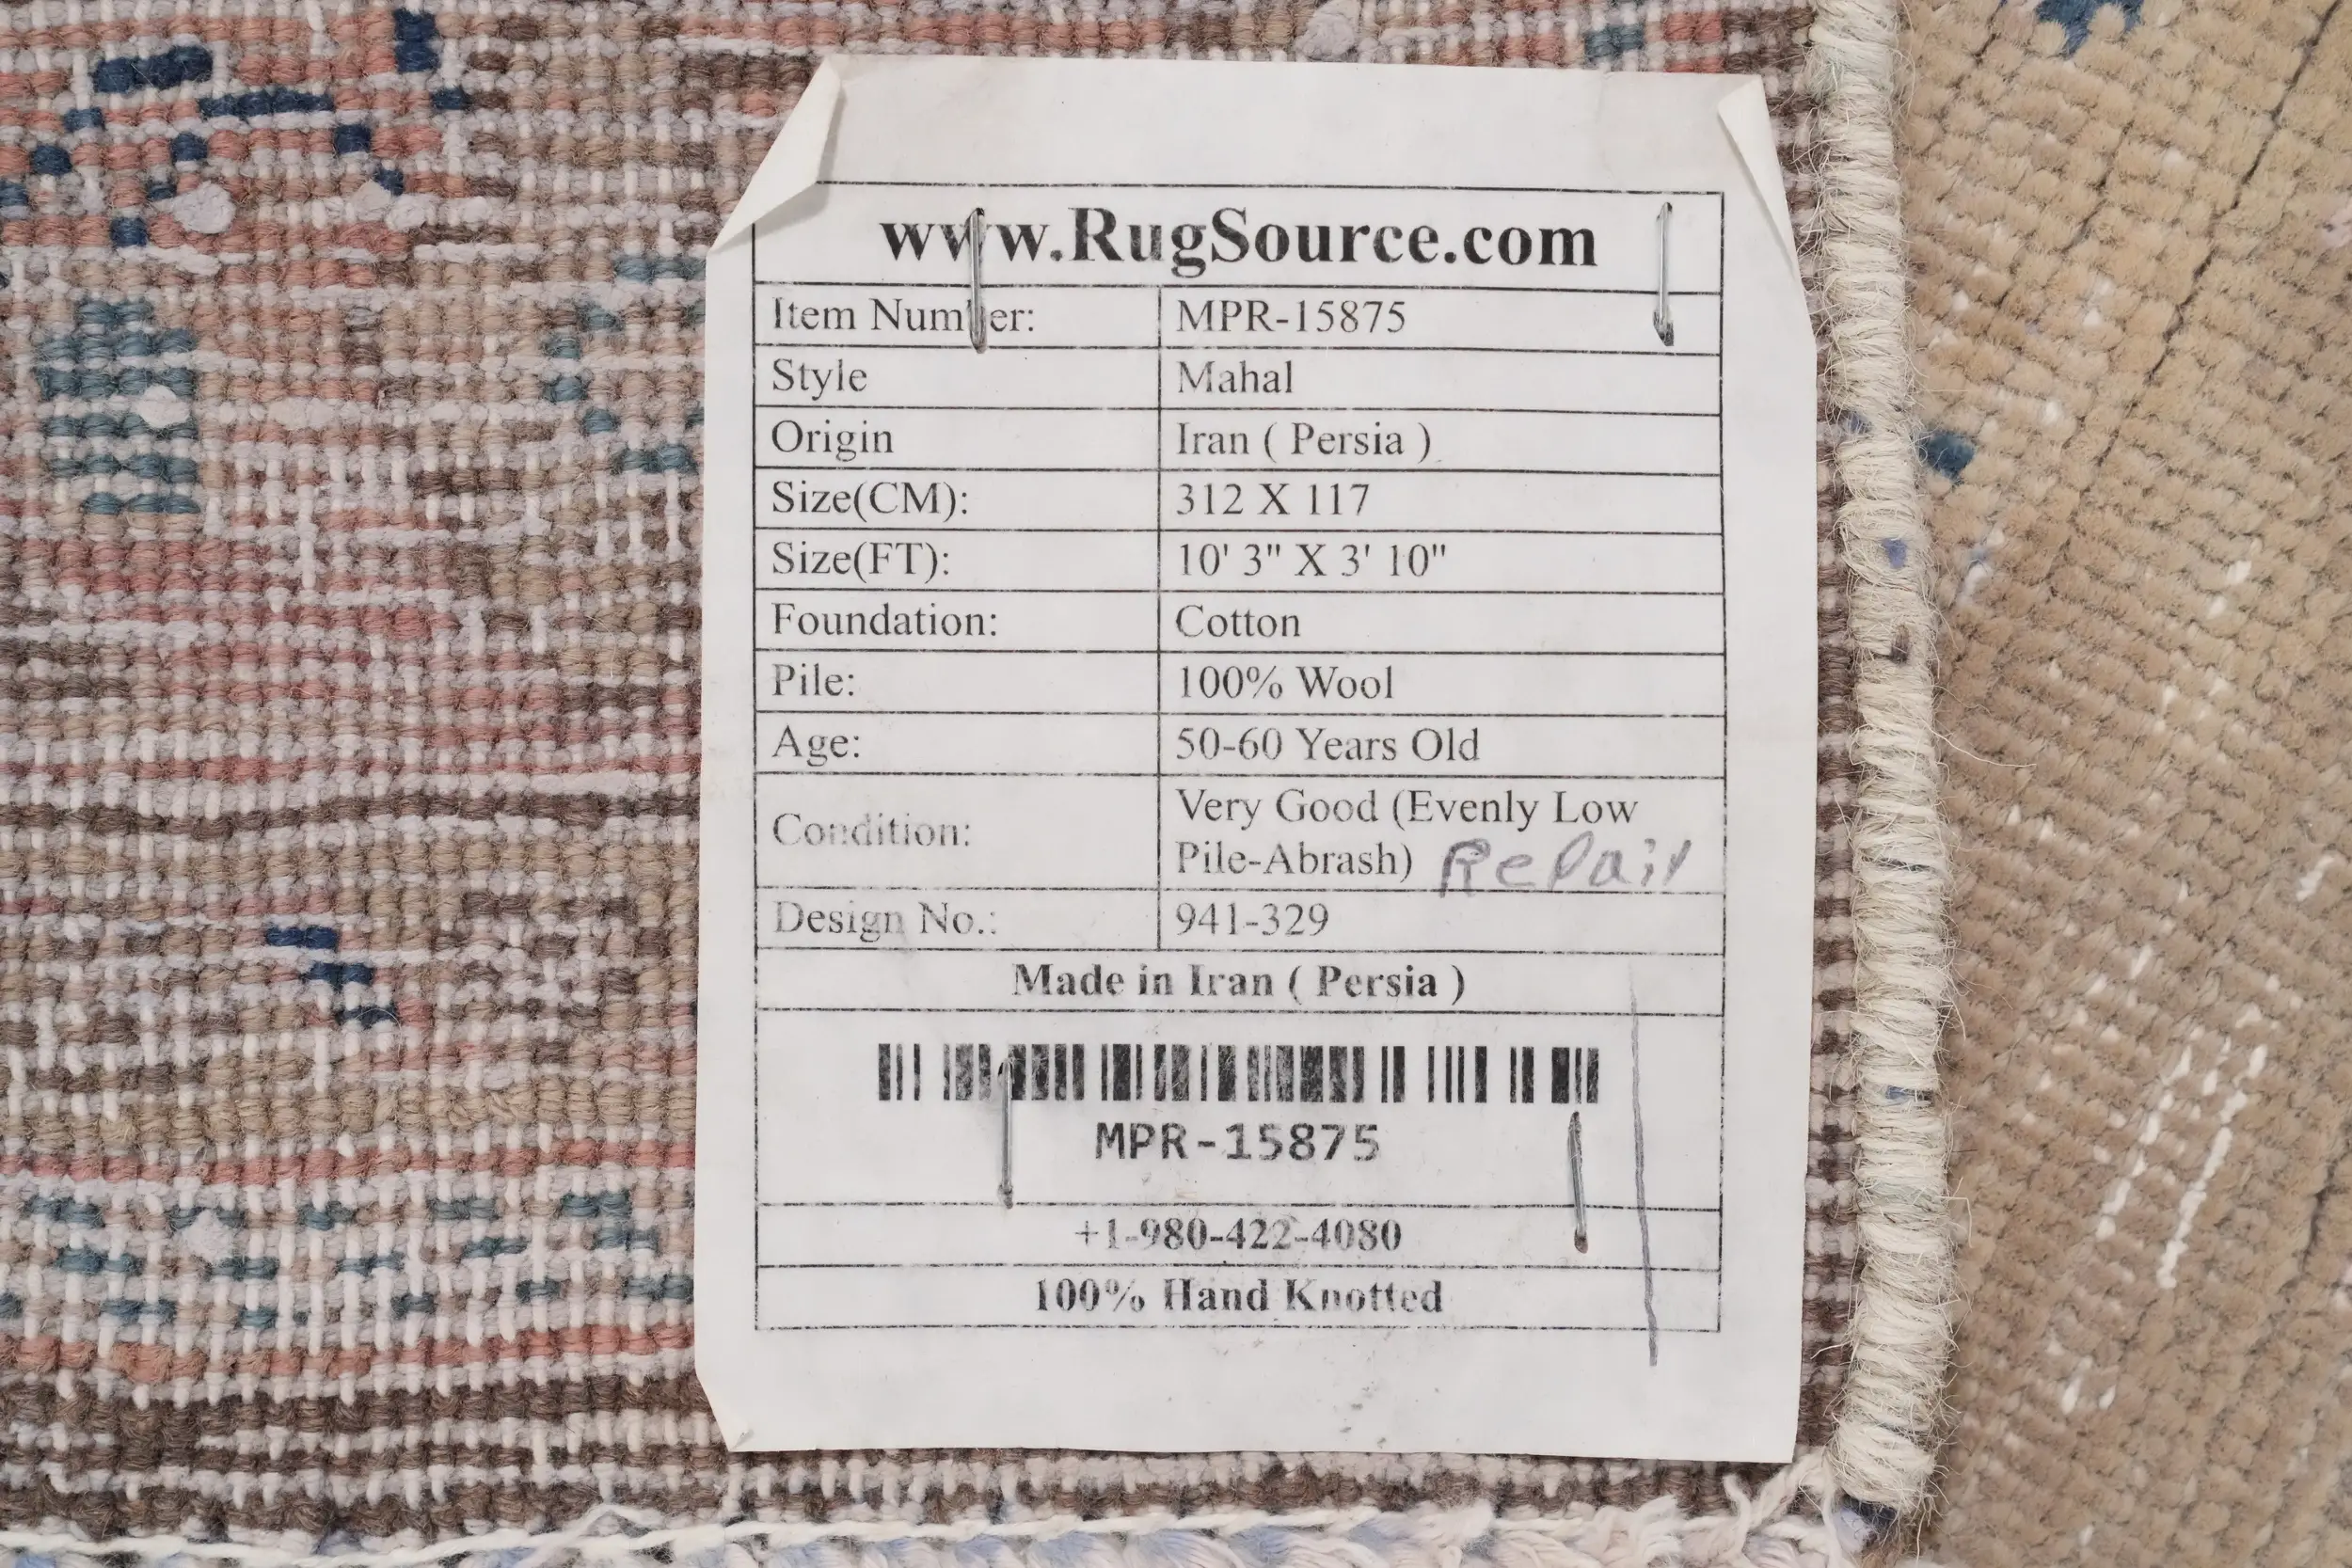 www.RugSource.com
Item Number: MPR-15875
Style Mahal
Origin Iran ( Persia )
Size(CM): 312 X 117
Size(FT): 10' 3" X 3' 10"
Foundation: Cotton
Pile: 100% Wool
Age: 50-60 Years Old
Condition: Very Good (Evenly Low
Pile-Abrash) Repair
Design No.: 941-329
Made in Iran ( Persia )
MPR-15875
+1-980-422-4080
100% Hand Knotted